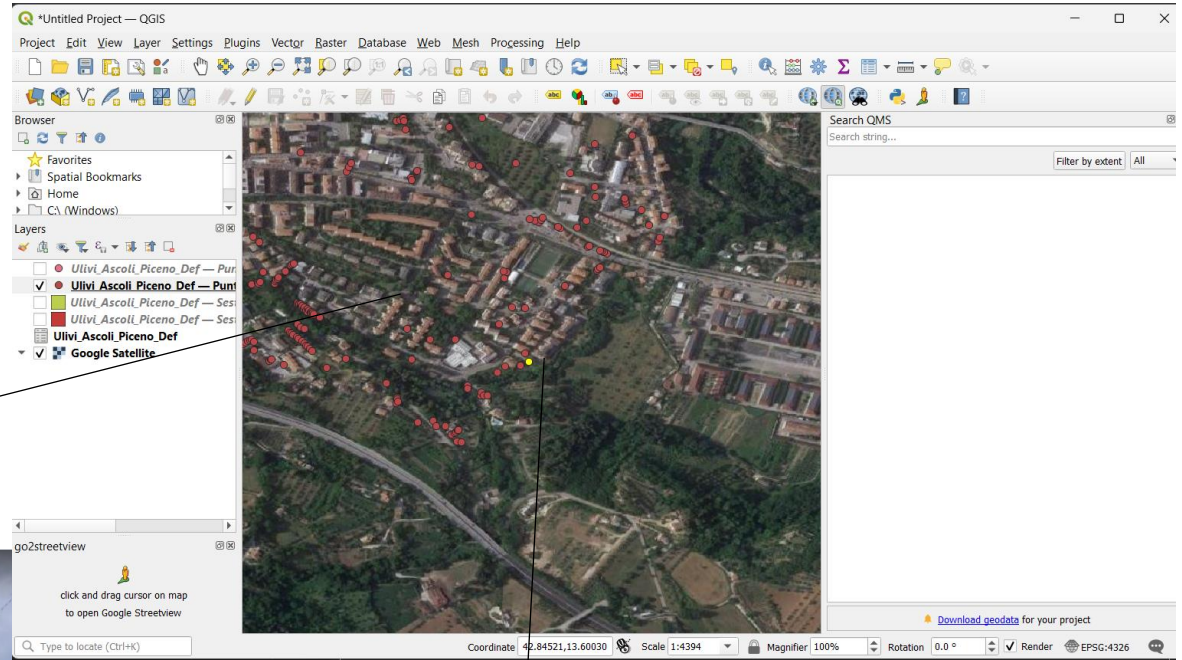 *Untitled Project — QGIS
Project Edit View Layer Settings Plugins Vector Raster Database Web Mesh Processing Help
Browser
Favorites
Spatial Bookmarks
Home
C:\ (Windows)
Layers
Ulivi_Ascoli_Piceno_Def — Pun
Ulivi_Ascoli_Piceno_Def — Punt
Ulivi_Ascoli_Piceno_Def — Ses
Ulivi_Ascoli_Piceno_Def — Ses
Ulivi_Ascoli_Piceno_Def
Google Satellite
go2streetview
click and drag cursor on map
to open Google Streetview
Search QMS
Search string...
Filter by extent All
Download geodata for your project
Type to locate (Ctrl+K) Coordinate 42.84521,13.60030 Scale 1:4394 Magnifier 100% Rotation 0.0 ° Render EPSG:4326